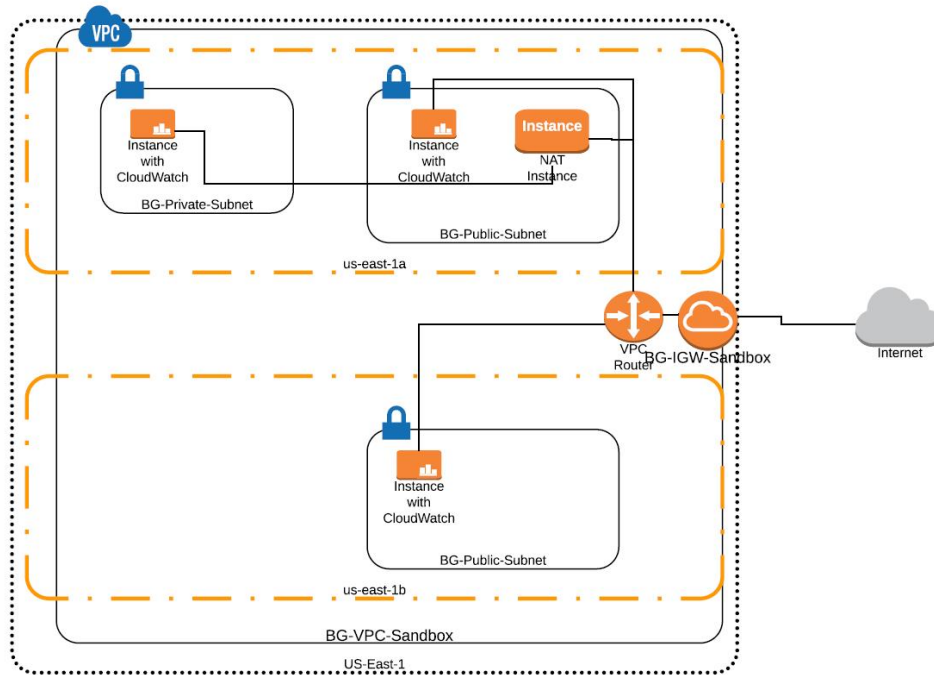 VPC
Instance
with
CloudWatch
BG-Private-Subnet
Instance
with
CloudWatch
Instance
NAT
Instance
BG-Public-Subnet
us-east-1a
VPC
Router
BG-IGW-Sandbox
Internet
Instance
with
CloudWatch
BG-Public-Subnet
us-east-1b
BG-VPC-Sandbox
US-East-1